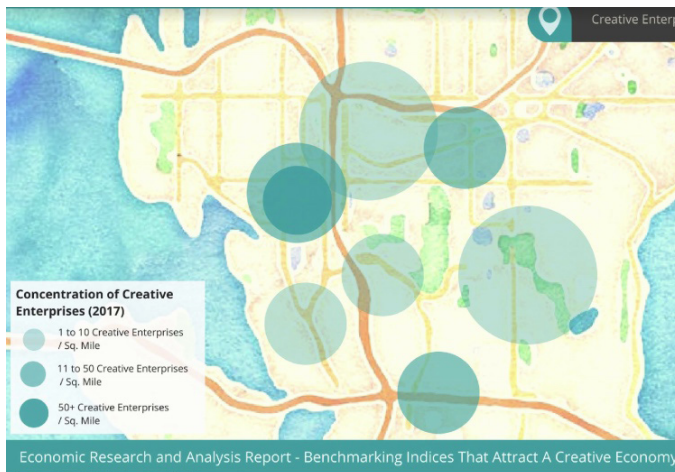 Creative Enterp
Concentration of Creative
Enterprises (2017)
1 to 10 Creative Enterprises
/ Sq. Mile
11 to 50 Creative Enterprises
/ Sq. Mile
50+ Creative Enterprises
/ Sq. Mile
Economic Research and Analysis Report - Benchmarking Indices That Attract A Creative Economy